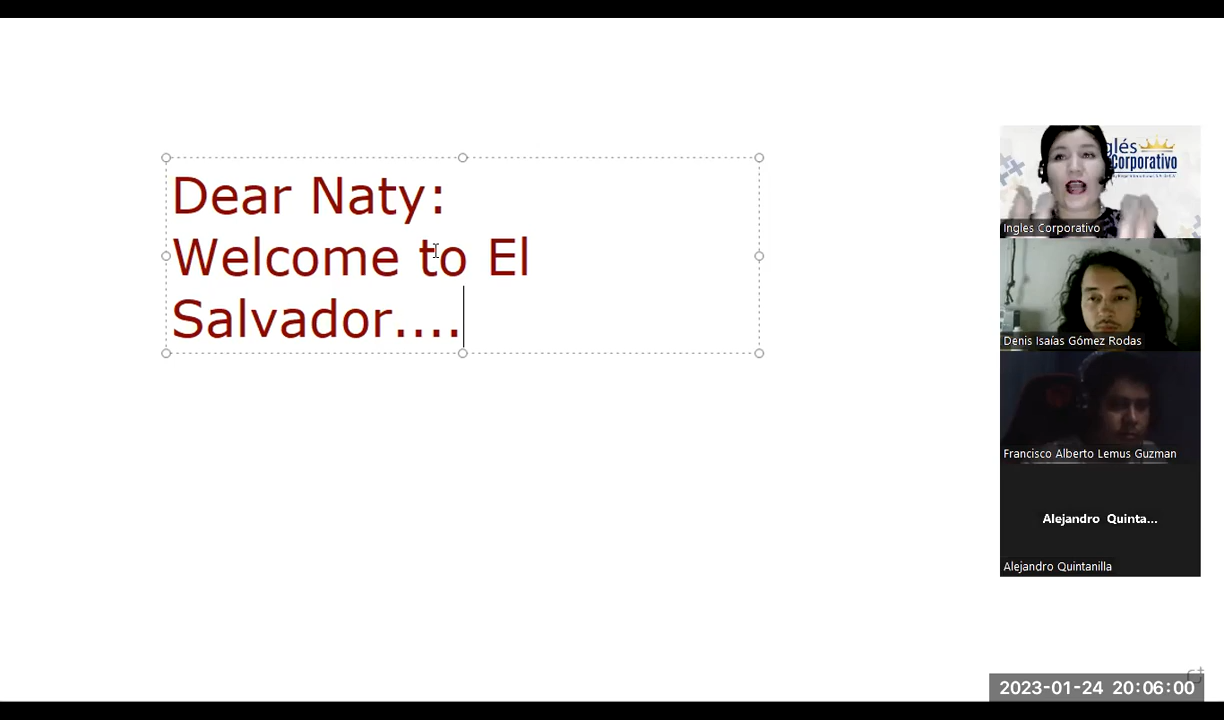 Dear Naty:
Welcome to El
Salvador....
glés
Corporativo
Ingles Corporativo
Denis Isaías Gómez Rodas
Francisco Alberto Lemus Guzman
Alejandro Quinta...
Alejandro Quintanilla
2023-01-24 20:06:00